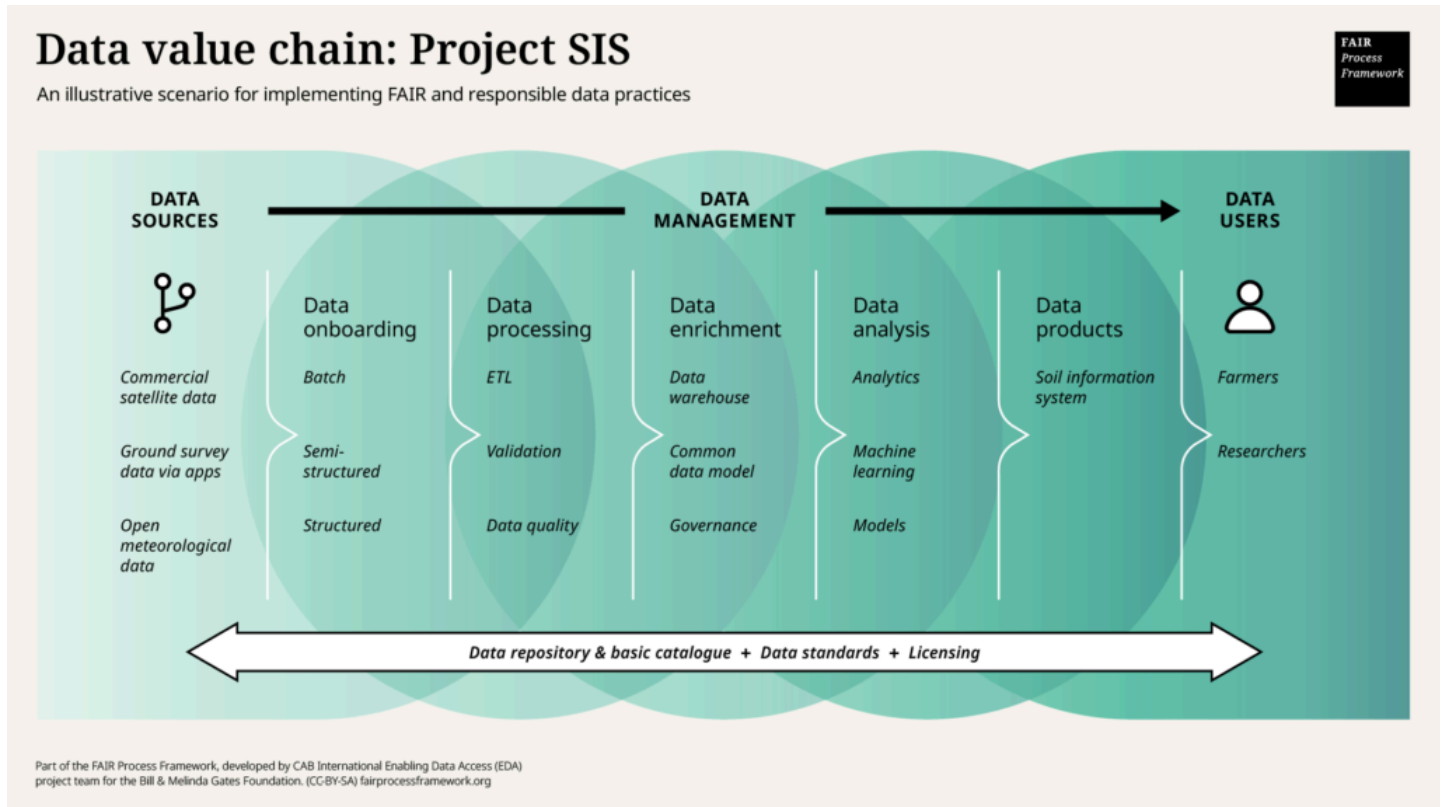 Data value chain: Project SIS
An illustrative scenario for implementing FAIR and responsible data practices
FAIR
Process
Framework
DATA
SOURCES
DATA
MANAGEMENT
DATA
USERS
Commercial
satellite data
Ground survey
data via apps
Open
meteorological
data
Data
onboarding
Batch
Semi-
structured
Structured
Data
processing
ETL
Validation
Data quality
Data
enrichment
Data
warehouse
Common
data model
Governance
Data
analysis
Analytics
Machine
learning
Models
Data
products
Soil information
system
Farmers
Researchers
Data repository & basic catalogue + Data standards + Licensing
Part of the FAIR Process Framework, developed by CAB International Enabling Data Access (EDA)
project team for the Bill & Melinda Gates Foundation. (CC-BY-SA) fairprocessframework.org